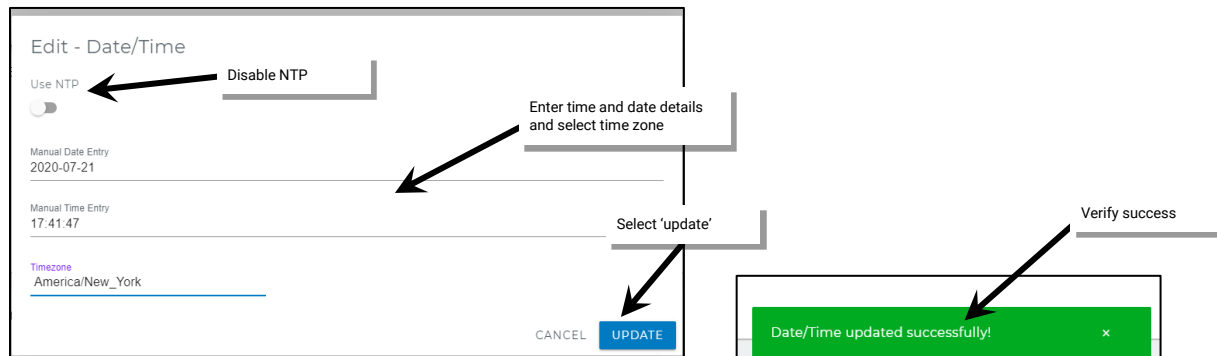 Edit - Date/Time
Use NTP
Disable NTP
Enter time and date details
and select time zone
Manual Date Entry
2020-07-21
Manual Time Entry
17:41:47
Select ‘update’
Verify success
Timezone
America/New_York
CANCEL UPDATE
Date/Time updated successfully! ×